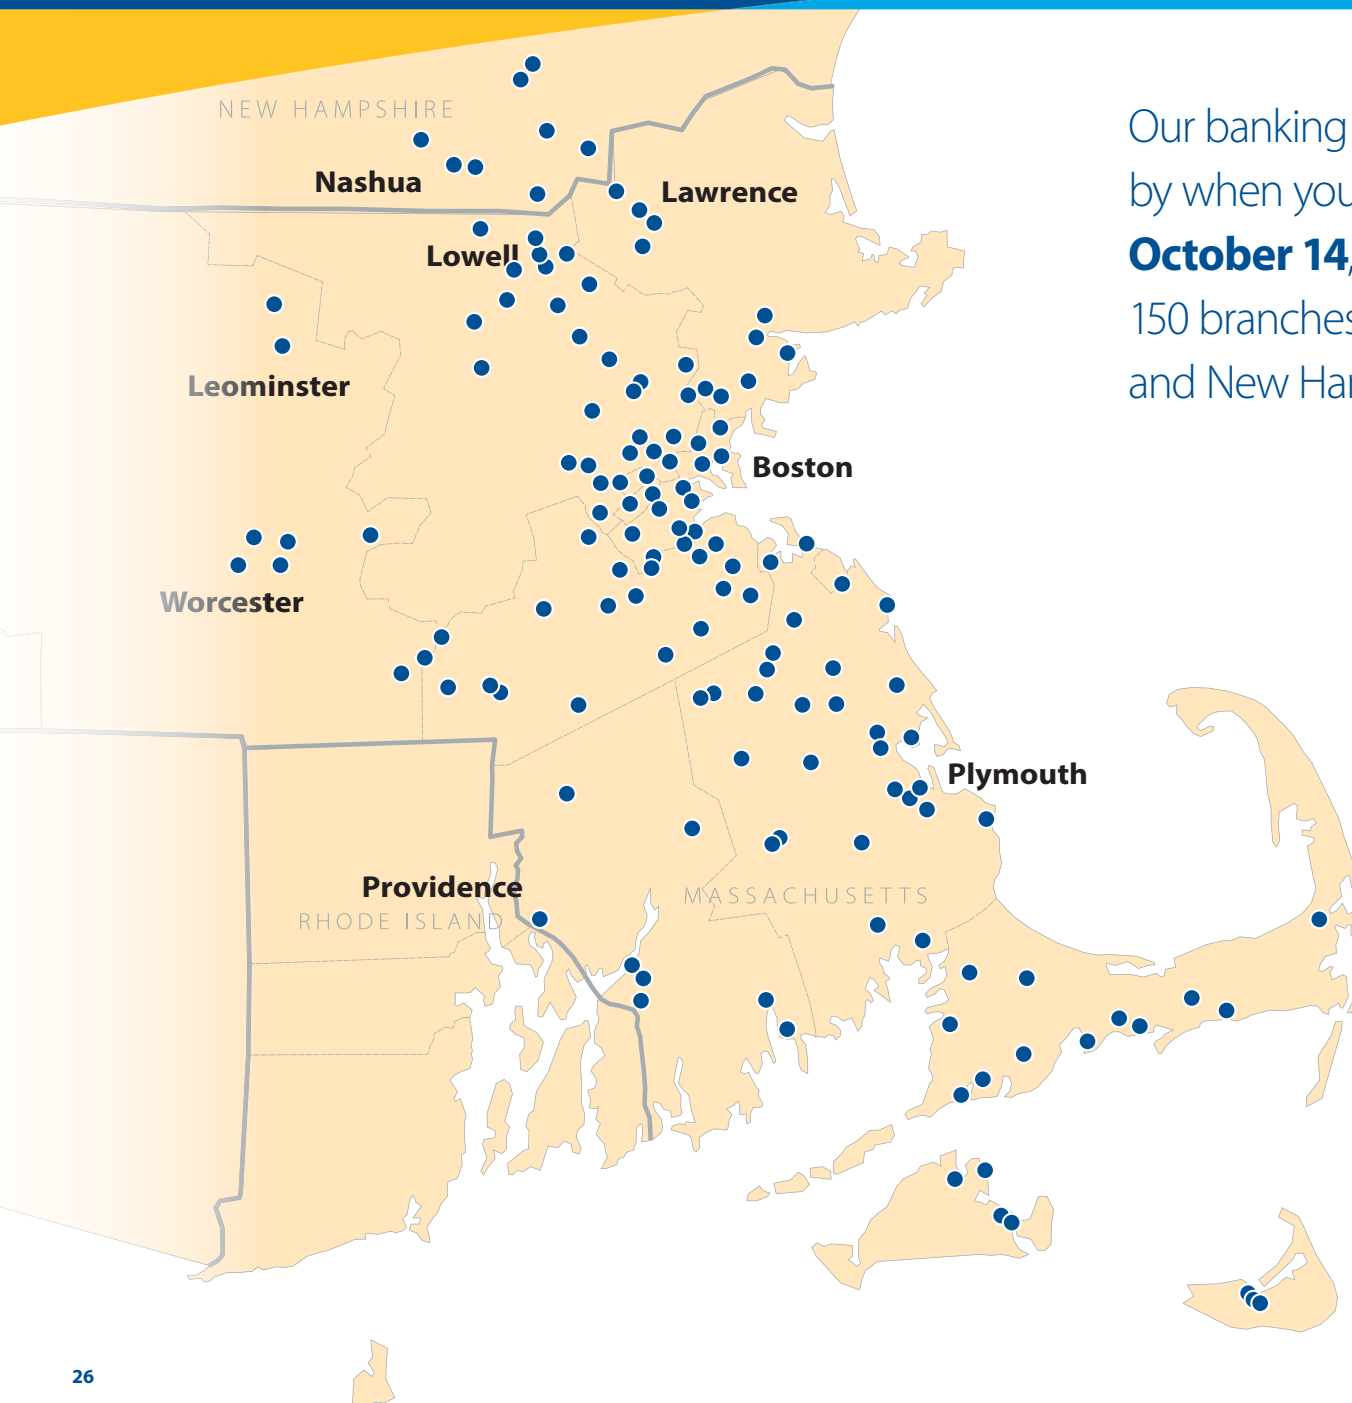 NEW HAMPSHIRE
Nashua
Lawrence
Lowell
Leominster
Boston
Worcester
Plymouth
Providence
RHODE ISLAND
MASSACHUSETTS
Our banking
by when you
October 14,
150 branches
and New Ham
26